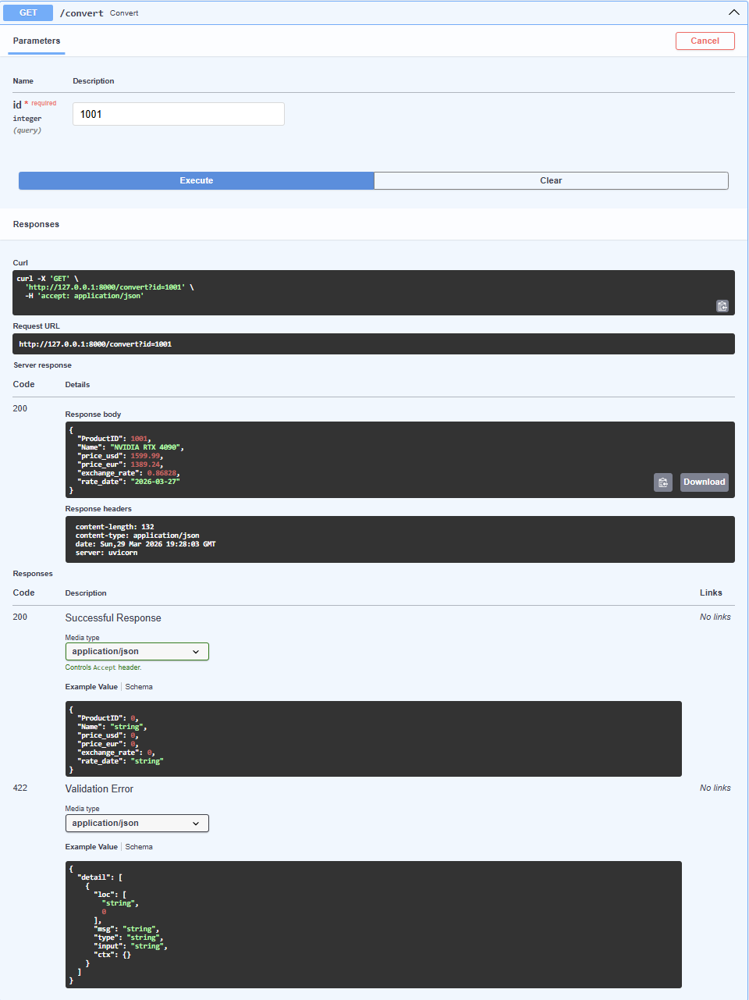 GET /convert Convert
Parameters
Cancel
Name Description
id * required
integer
(query)
1001
Execute Clear
Responses
Curl
curl -X 'GET' \
  'http://127.0.0.1:8000/convert?id=1001' \
  -H 'accept: application/json'
Request URL
http://127.0.0.1:8000/convert?id=1001
Server response
Code Details
200
Response body
{
  "ProductID": 1001,
  "Name": "NVIDIA RTX 4090",
  "price_usd": 1599.99,
  "price_eur": 1389.24,
  "exchange_rate": 0.86828,
  "rate_date": "2026-03-27"
}
Download
Response headers
content-length: 132
content-type: application/json
date: Sun,29 Mar 2026 19:28:03 GMT
server: uvicorn
Responses
Code Description Links
200 Successful Response No links
Media type
application/json
Controls Accept header.
Example Value Schema
{
  "ProductID": 0,
  "Name": "string",
  "price_usd": 0,
  "price_eur": 0,
  "exchange_rate": 0,
  "rate_date": "string"
}
422 Validation Error No links
Media type
application/json
Example Value Schema
{
  "detail": [
    {
      "loc": [
        "string",
        0
      ],
      "msg": "string",
      "type": "string",
      "input": "string",
      "ctx": {}
    }
  ]
}